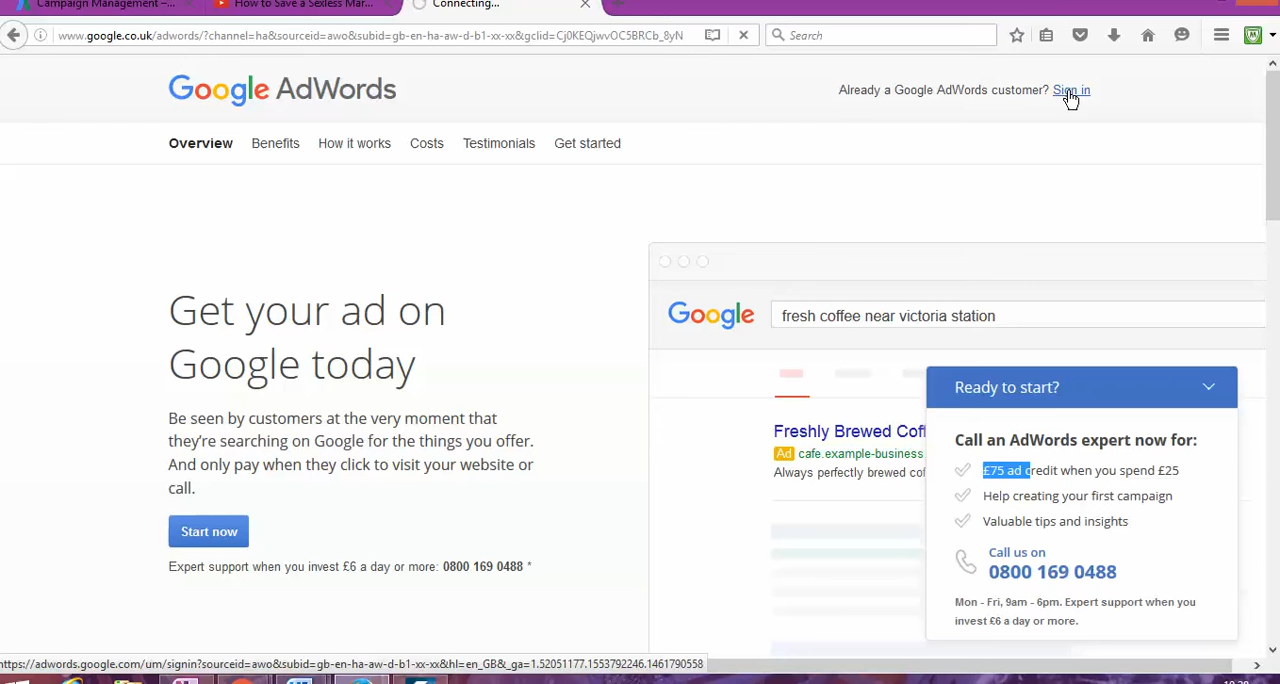 Campaign Management –...
How to Save a Sexless Mar...
Connecting...
www.google.co.uk/adwords/?channel=ha&sourceid=awo&subid=gb-en-ha-aw-d-b1-xx-xx&gclid=Cj0KEQjwvOC5BRCb_8yN
Search
Google AdWords
Already a Google AdWords customer? Sign in
Overview Benefits How it works Costs Testimonials Get started
Get your ad on
Google today
Be seen by customers at the very moment that
they're searching on Google for the things you offer.
And only pay when they click to visit your website or
call.
Start now
Expert support when you invest £6 a day or more: 0800 169 0488 *
Google
fresh coffee near victoria station
Freshly Brewed Coff
Ad cafe.example-business.
Always perfectly brewed cof
Ready to start?
Call an AdWords expert now for:
£75 ad credit when you spend £25
Help creating your first campaign
Valuable tips and insights
Call us on
0800 169 0488
Mon - Fri, 9am - 6pm. Expert support when you
invest £6 a day or more.
https://adwords.google.com/um/signin?sourceid=awo&subid=gb-en-ha-aw-d-b1-xx-xx&hl=en_GB&_ga=1.52051177.1553792246.1461790558